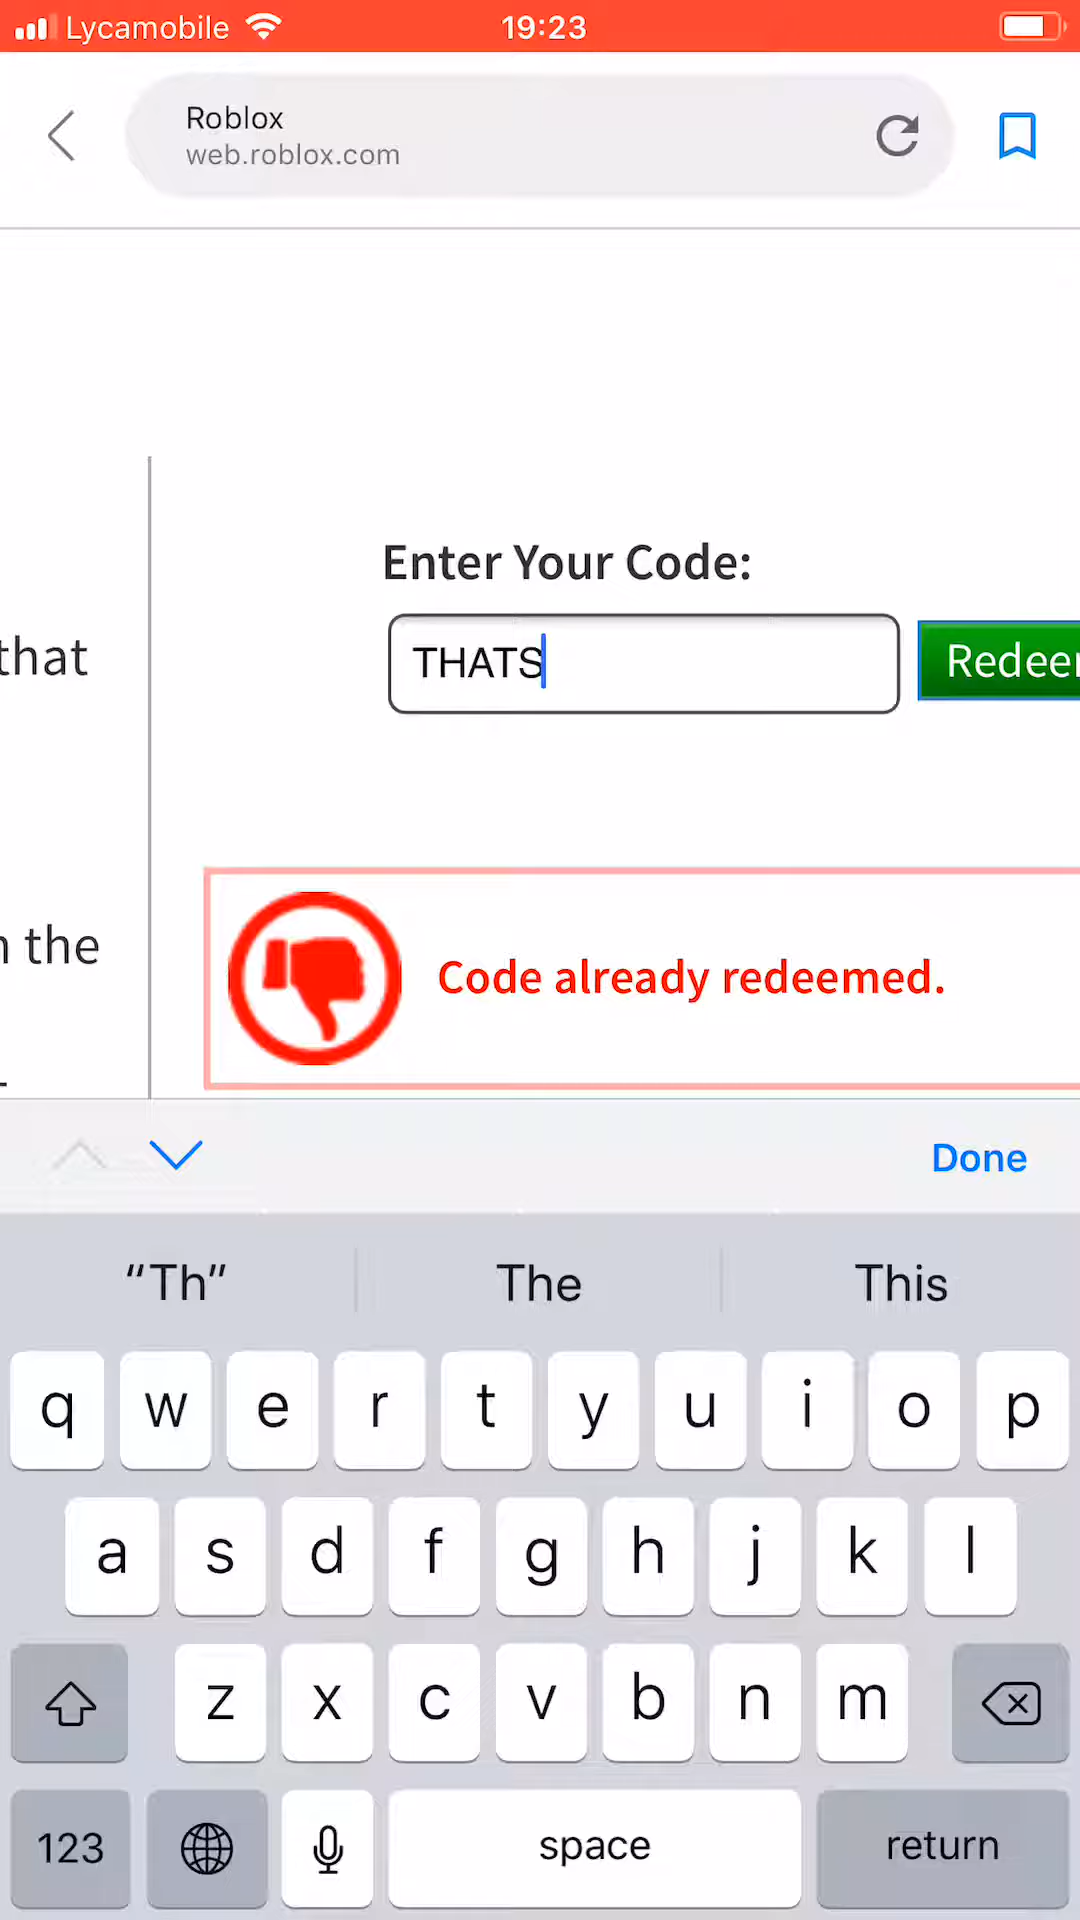 Lycamobile 19:23
Roblox
web.roblox.com
Enter Your Code:
that
THATS
Redee
the
Code already redeemed.
Done
“Th” The This
q w e r t y u i o p
a s d f g h j k l
z x c v b n m
123 space return